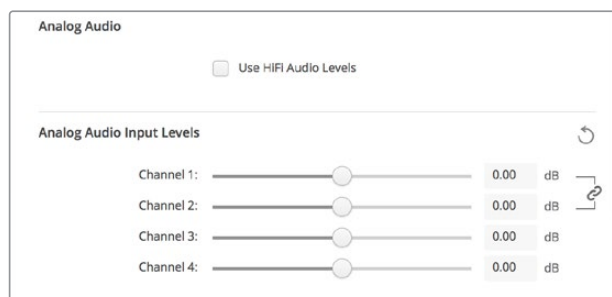 Analog Audio
Use HiFi Audio Levels
Analog Audio Input Levels
Channel 1: 0.00 dB
Channel 2: 0.00 dB
Channel 3: 0.00 dB
Channel 4: 0.00 dB